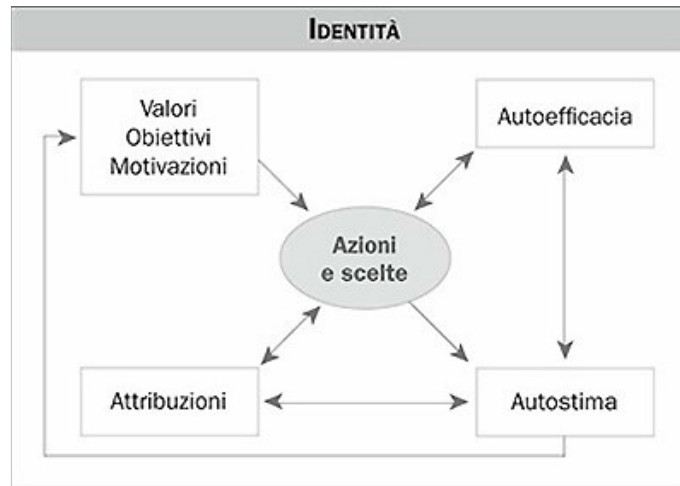 IDENTITÀ
Valori
Obiettivi
Motivazioni
Autoefficacia
Azioni
e scelte
Attribuzioni
Autostima